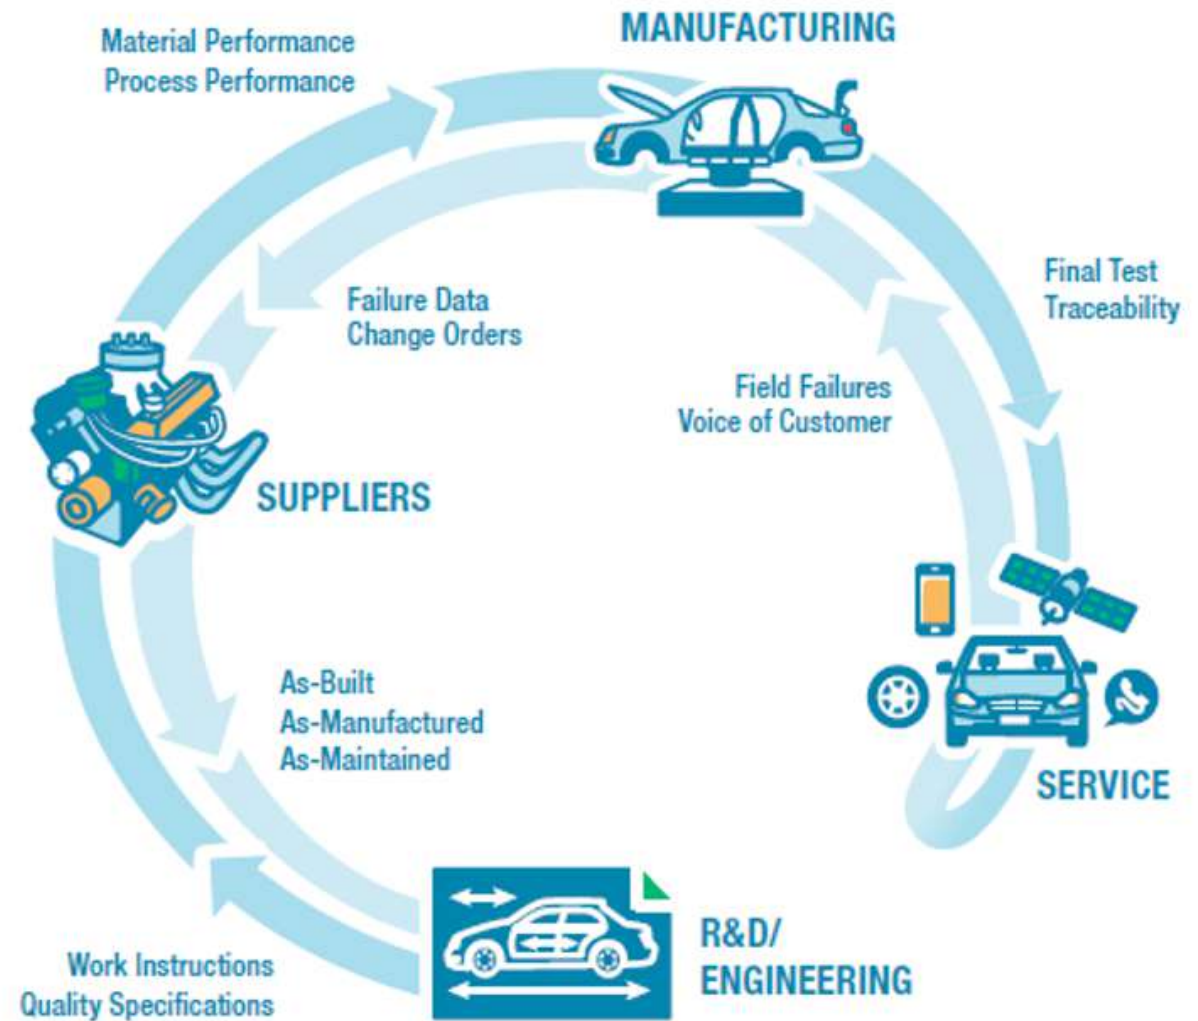 MANUFACTURING
Material Performance
Process Performance
Final Test
Traceability
Failure Data
Change Orders
Field Failures
Voice of Customer
SUPPLIERS
As-Built
As-Manufactured
As-Maintained
SERVICE
R&D/
ENGINEERING
Work Instructions
Quality Specifications